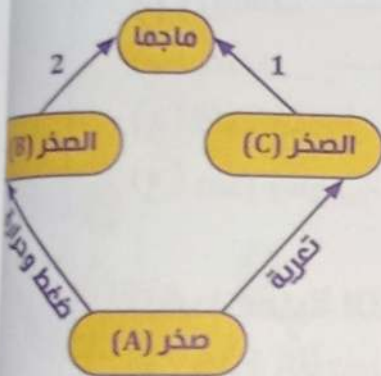 ماجما
2
1
الصخر (B)
الصخر (C)
ضغط وحرارة
تعرية
صخر (A)